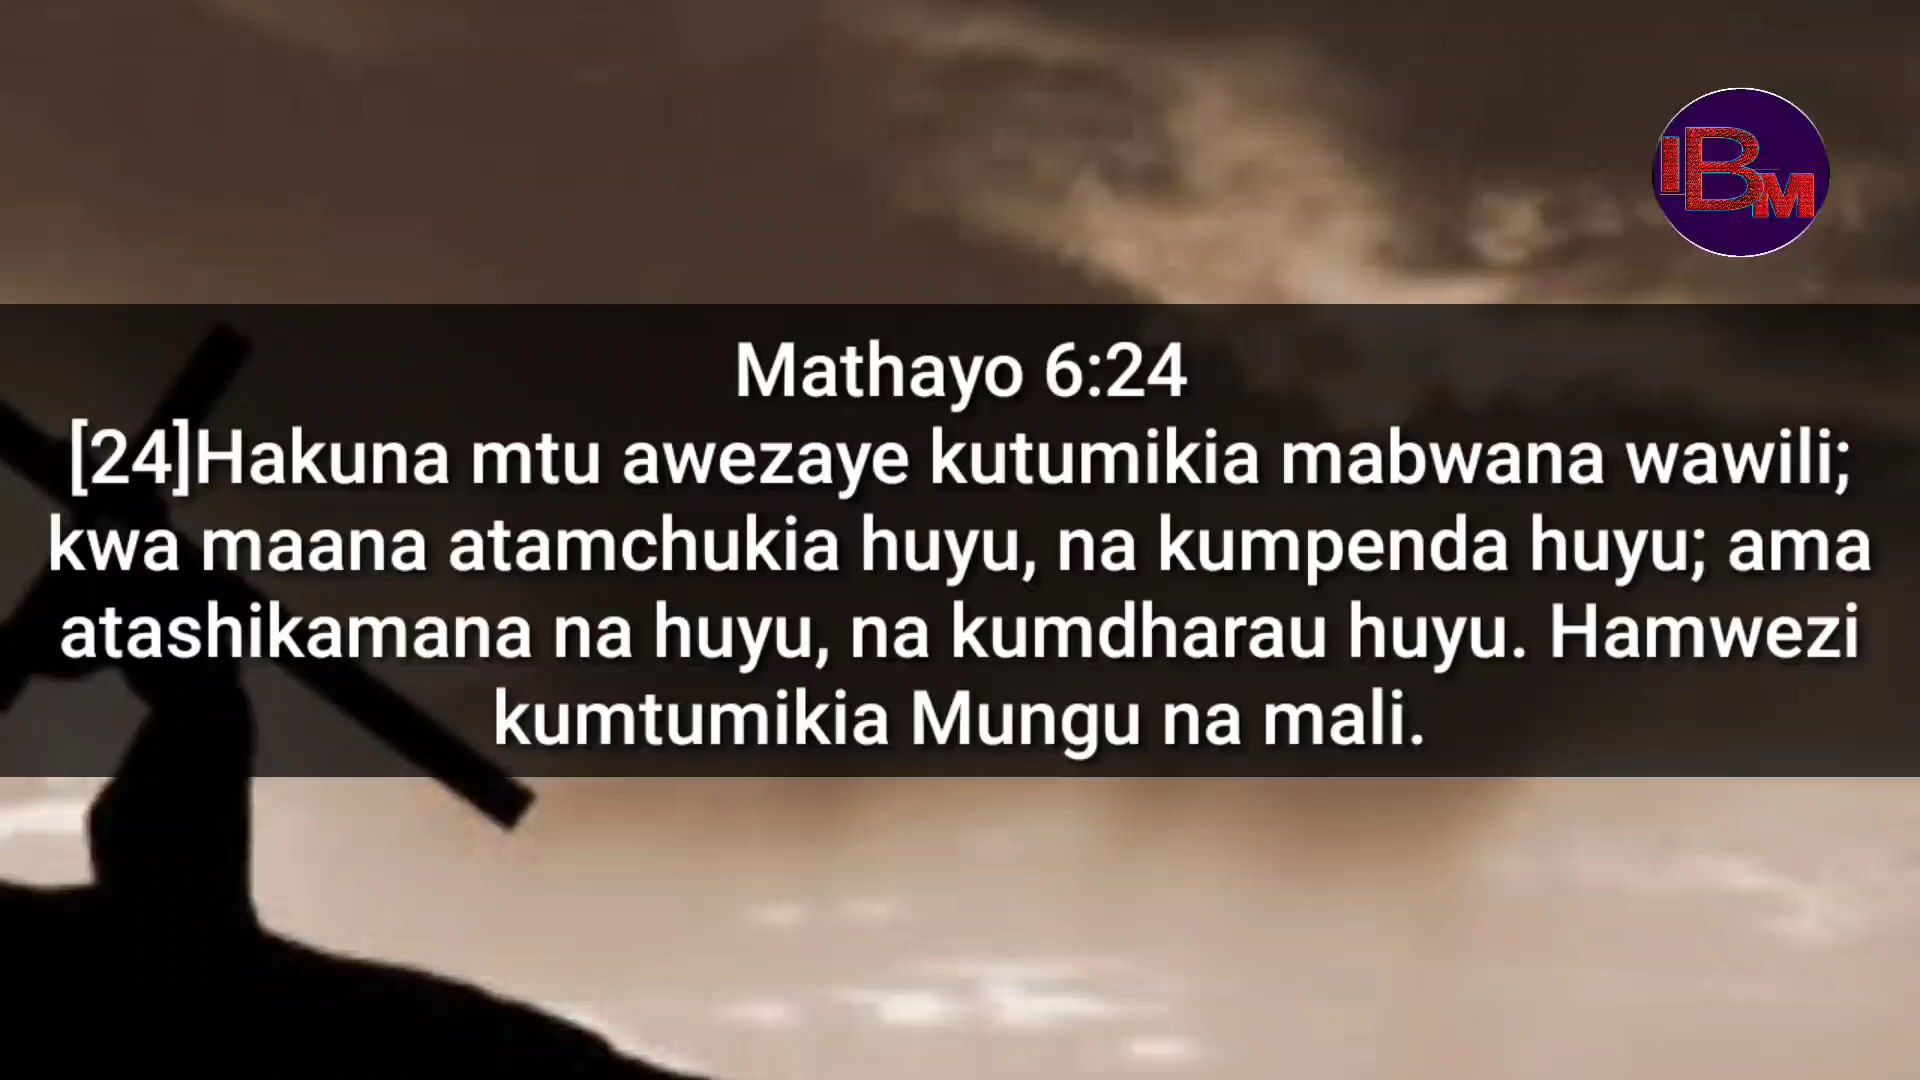 IBM
Mathayo 6:24
[24]Hakuna mtu awezaye kutumikia mabwana wawili;
kwa maana atamchukia huyu, na kumpenda huyu; ama
atashikamana na huyu, na kumdharau huyu. Hamwezi
kumtumikia Mungu na mali.